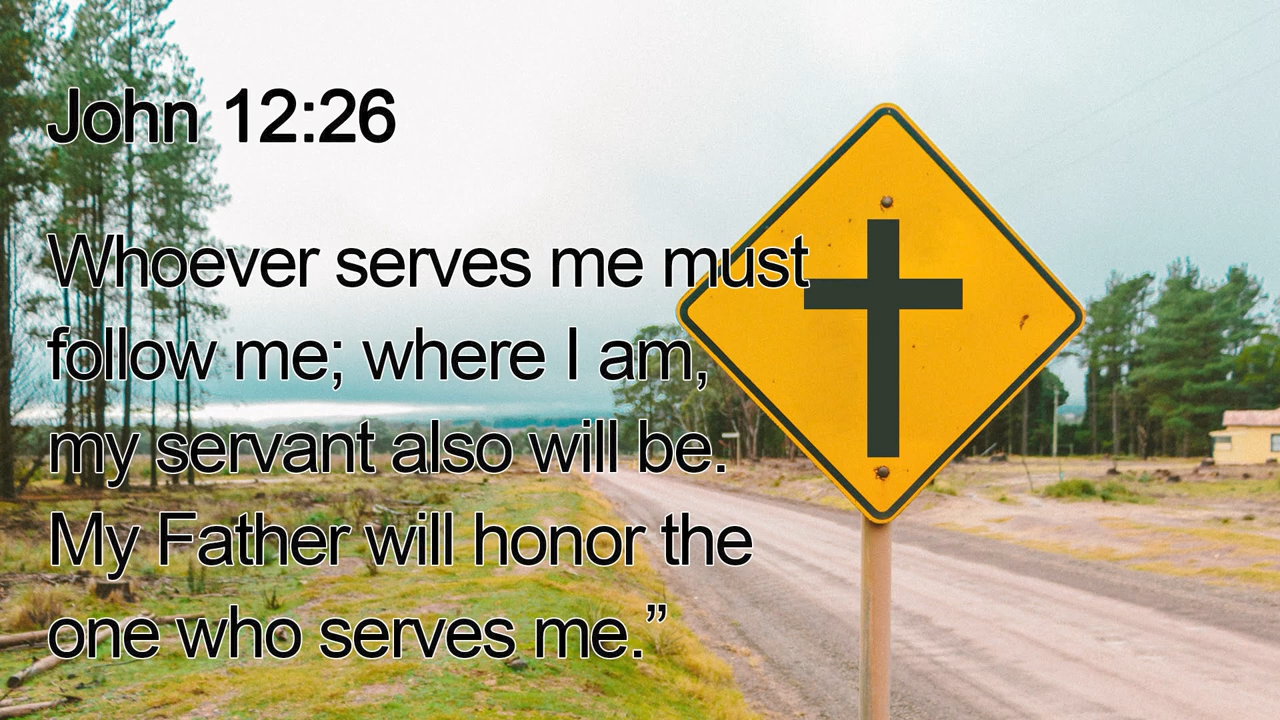 John 12:26
Whoever serves me must
follow me; where I am,
my servant also will be.
My Father will honor the
one who serves me.”